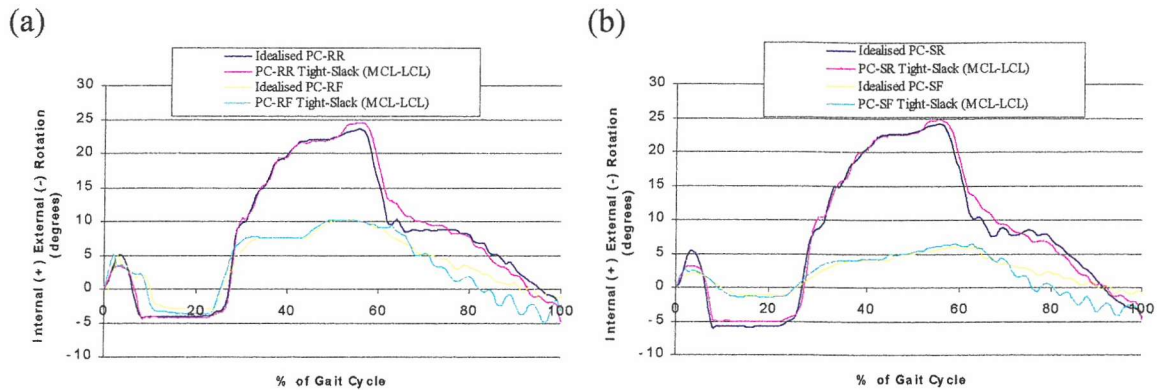 (a)
Idealised PC-RR
PC-RR Tight-Slack (MCL-LCL)
Idealised PC-RF
PC-RF Tight-Slack (MCL-LCL)
Internal (+) External (-) Rotation
(degrees)
30
25
20
15
10
5
0
-5
-10
0
20
40
60
80
100
% of Gait Cycle
(b)
Idealised PC-SR
PC-SR Tight-Slack (MCL-LCL)
Idealised PC-SF
PC-SF Tight-Slack (MCL-LCL)
Internal (+) External (-) Rotation
(degrees)
30
25
20
15
10
5
0
-5
-10
0
20
40
60
80
100
% of Gait Cycle